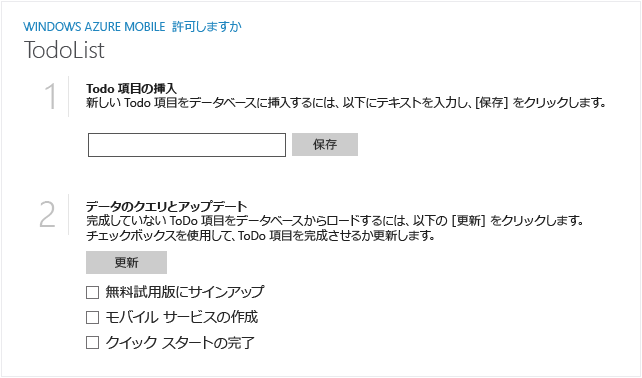 WINDOWS AZURE MOBILE 許可しますか
TodoList
1
Todo 項目の挿入
新しい Todo 項目をデータベースに挿入するには、以下にテキストを入力し、[保存] をクリックします。
保存
2
データのクエリとアップデート
完成していない ToDo 項目をデータベースからロードするには、以下の [更新] をクリックします。
チェックボックスを使用して、ToDo 項目を完成させるか更新します。
更新
無料試用版にサインアップ
モバイル サービスの作成
クイック スタートの完了